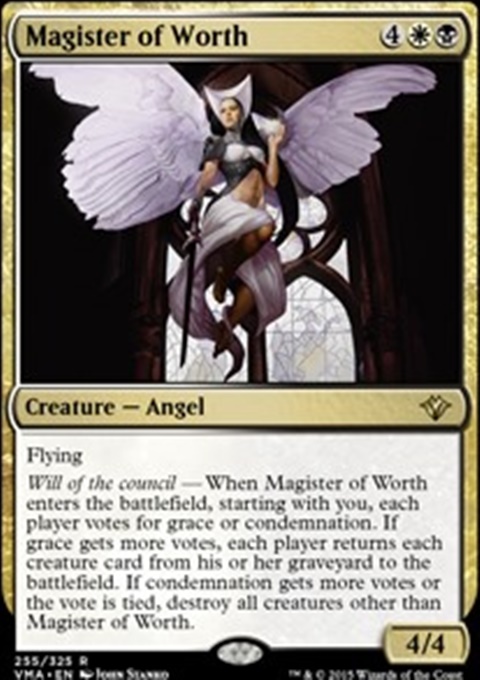 Magister of Worth 4
Creature — Angel
Flying
Will of the council — When Magister of Worth
enters the battlefield, starting with you, each
player votes for grace or condemnation. If
grace gets more votes, each player returns each
creature card from his or her graveyard to the
battlefield. If condemnation gets more votes or
the vote is tied, destroy all creatures other than
Magister of Worth.
4/4
255/325 R
VMA • EN John Stanko
™ & © 2015 Wizards of the Coast